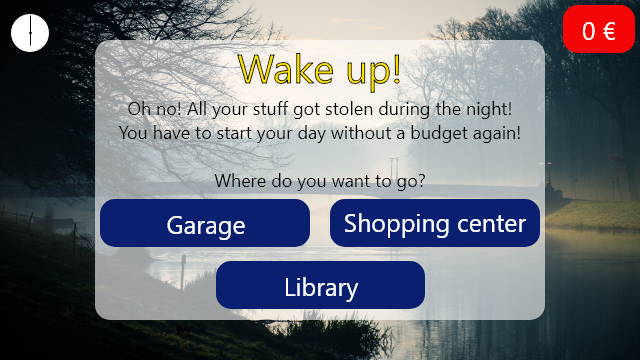 0 €
Wake up!
Oh no! All your stuff got stolen during the night!
You have to start your day without a budget again!
Where do you want to go?
Garage
Shopping center
Library